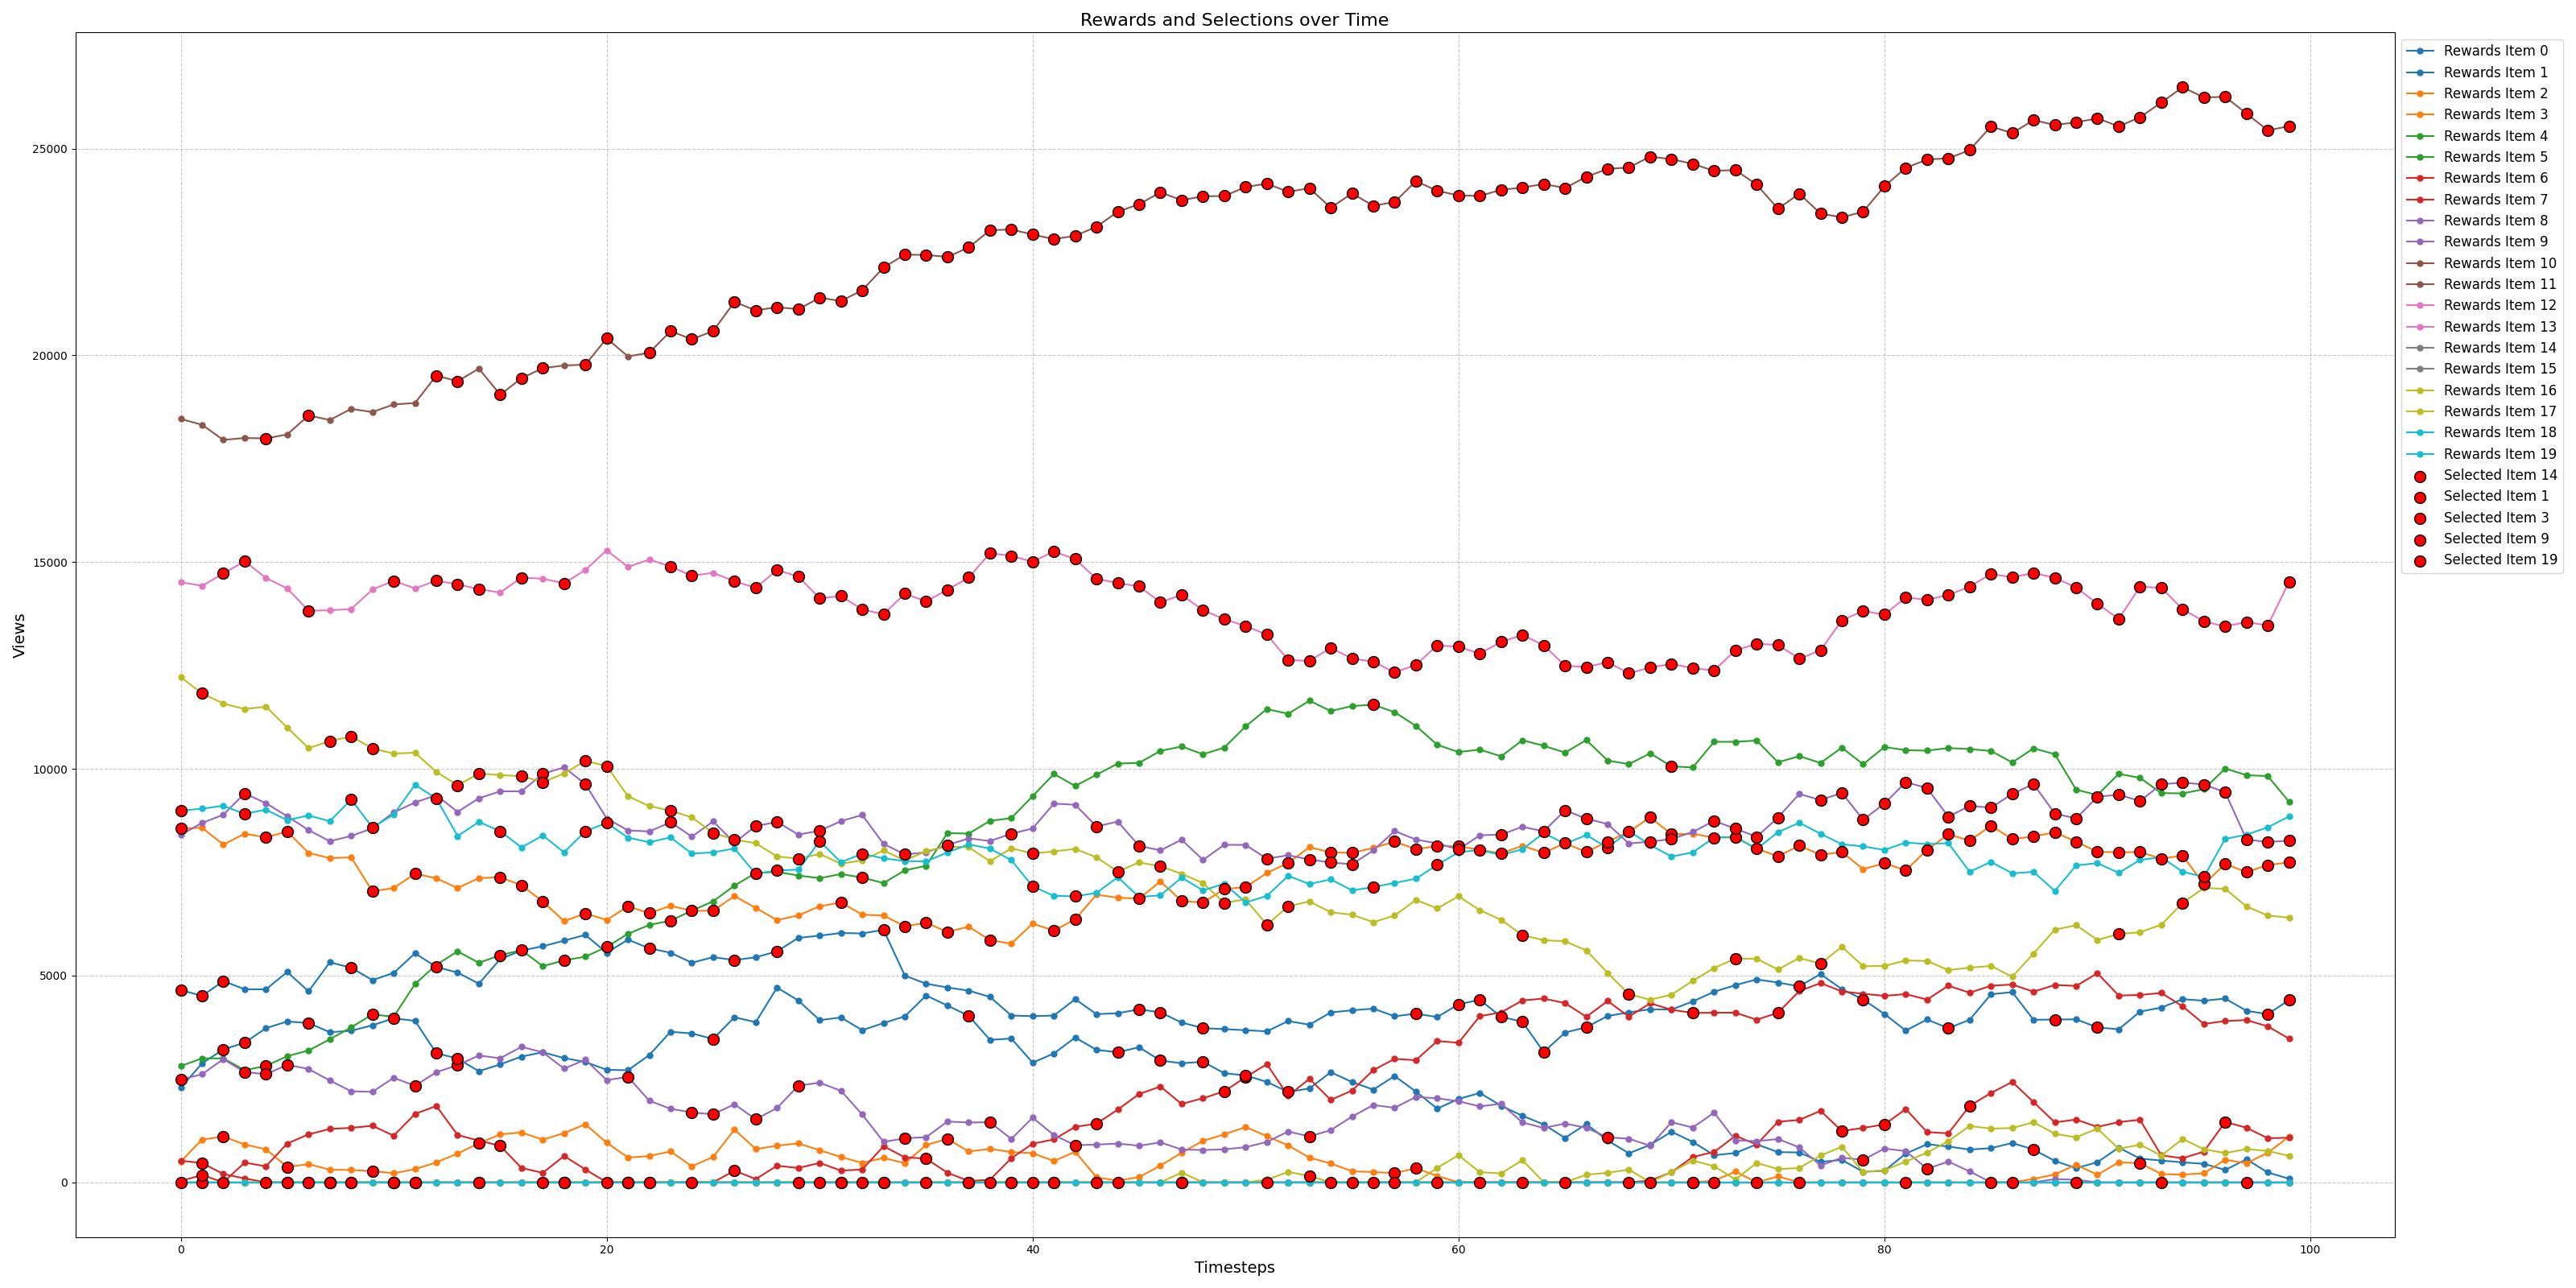 Rewards and Selections over Time
Views
25000
20000
15000
10000
5000
0
0 20 40 60 80 100
Timesteps
Rewards Item 0
Rewards Item 1
Rewards Item 2
Rewards Item 3
Rewards Item 4
Rewards Item 5
Rewards Item 6
Rewards Item 7
Rewards Item 8
Rewards Item 9
Rewards Item 10
Rewards Item 11
Rewards Item 12
Rewards Item 13
Rewards Item 14
Rewards Item 15
Rewards Item 16
Rewards Item 17
Rewards Item 18
Rewards Item 19
Selected Item 14
Selected Item 1
Selected Item 3
Selected Item 9
Selected Item 19